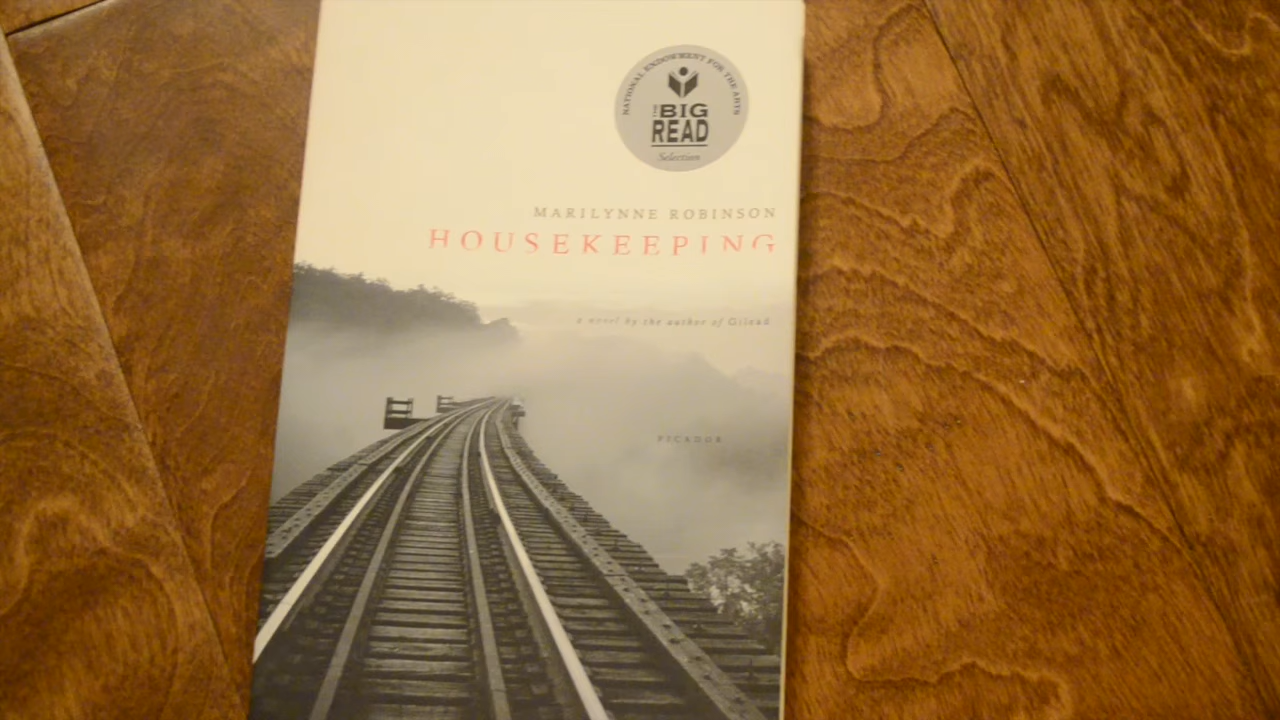 NATIONAL ENDOWMENT FOR THE ARTS
THE
BIG
READ
Selection
MARILYNNE ROBINSON
HOUSEKEEPING
a novel by the author of Gilead
PICADOR